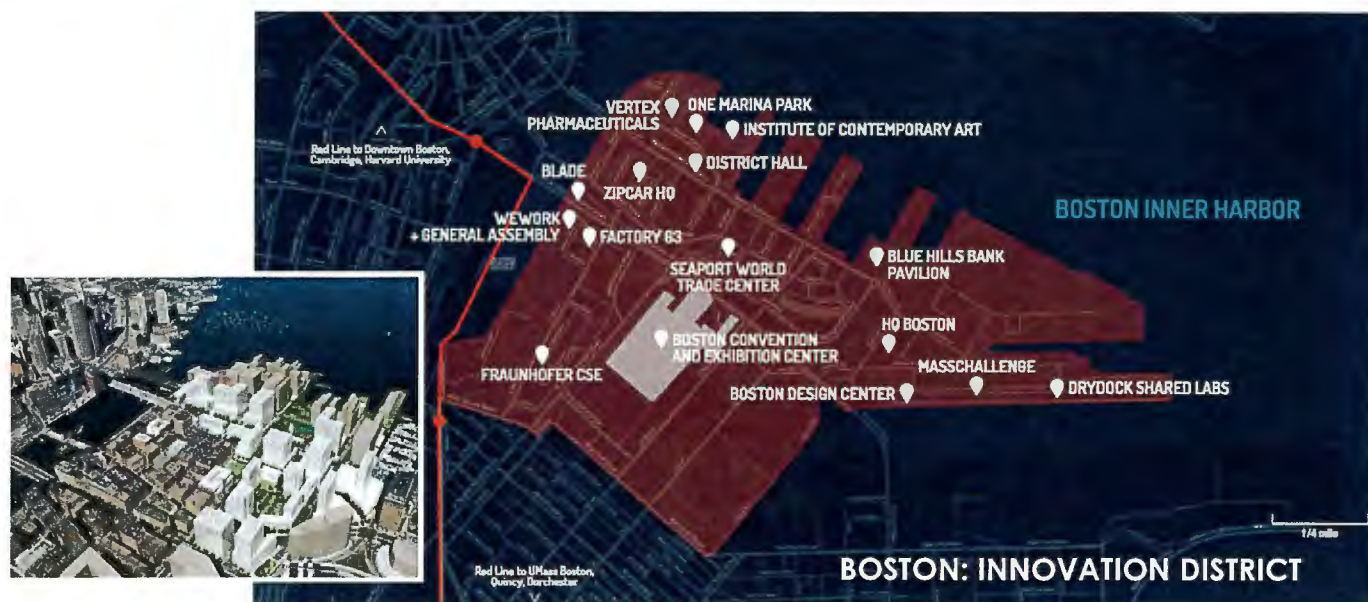 VERTEX
PHARMACEUTICALS
ONE MARINA PARK
INSTITUTE OF CONTEMPORARY ART
Red Line to Downtown Boston,
Cambridge, Harvard University
DISTRICT HALL
BLADE
ZIPCAR HQ
BOSTON INNER HARBOR
WEWORK
+ GENERAL ASSEMBLY
FACTORY 63
SEAPORT WORLD
TRADE CENTER
BLUE HILLS BANK
PAVILION
BOSTON CONVENTION
AND EXHIBITION CENTER
HQ BOSTON
FRAUNHOFER CSE
MASSCHALLENGE
BOSTON DESIGN CENTER
DRYDOCK SHARED LABS
1/4 mile
Red Line to UMass Boston,
Quincy, Dorchester
BOSTON: INNOVATION DISTRICT